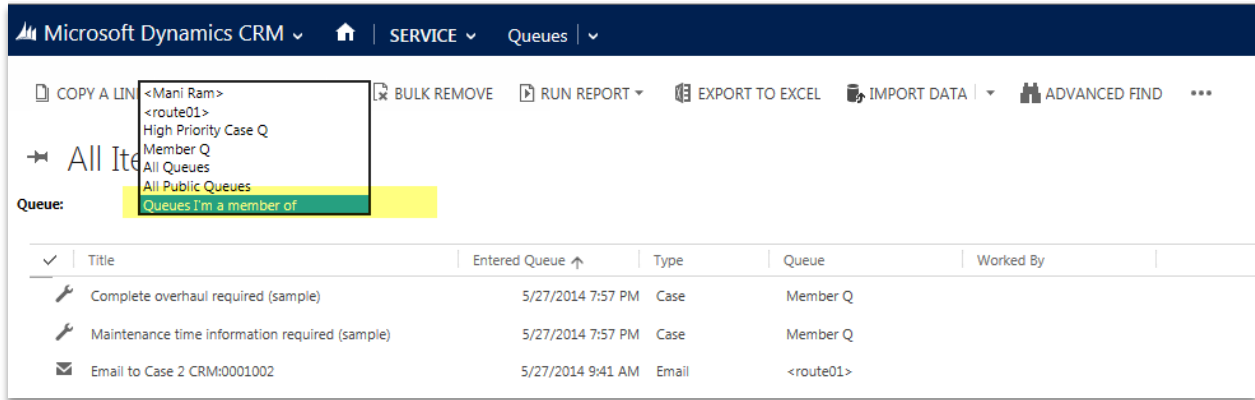 Microsoft Dynamics CRM SERVICE Queues
COPY A LIN BULK REMOVE RUN REPORT EXPORT TO EXCEL IMPORT DATA ADVANCED FIND •••
<Mani Ram>
<route01>
High Priority Case Q
Member Q
All Queues
All Public Queues
Queues I'm a member of
All Ite
Queue:
Title Entered Queue Type Queue Worked By
Complete overhaul required (sample) 5/27/2014 7:57 PM Case Member Q
Maintenance time information required (sample) 5/27/2014 7:57 PM Case Member Q
Email to Case 2 CRM:0001002 5/27/2014 9:41 AM Email <route01>